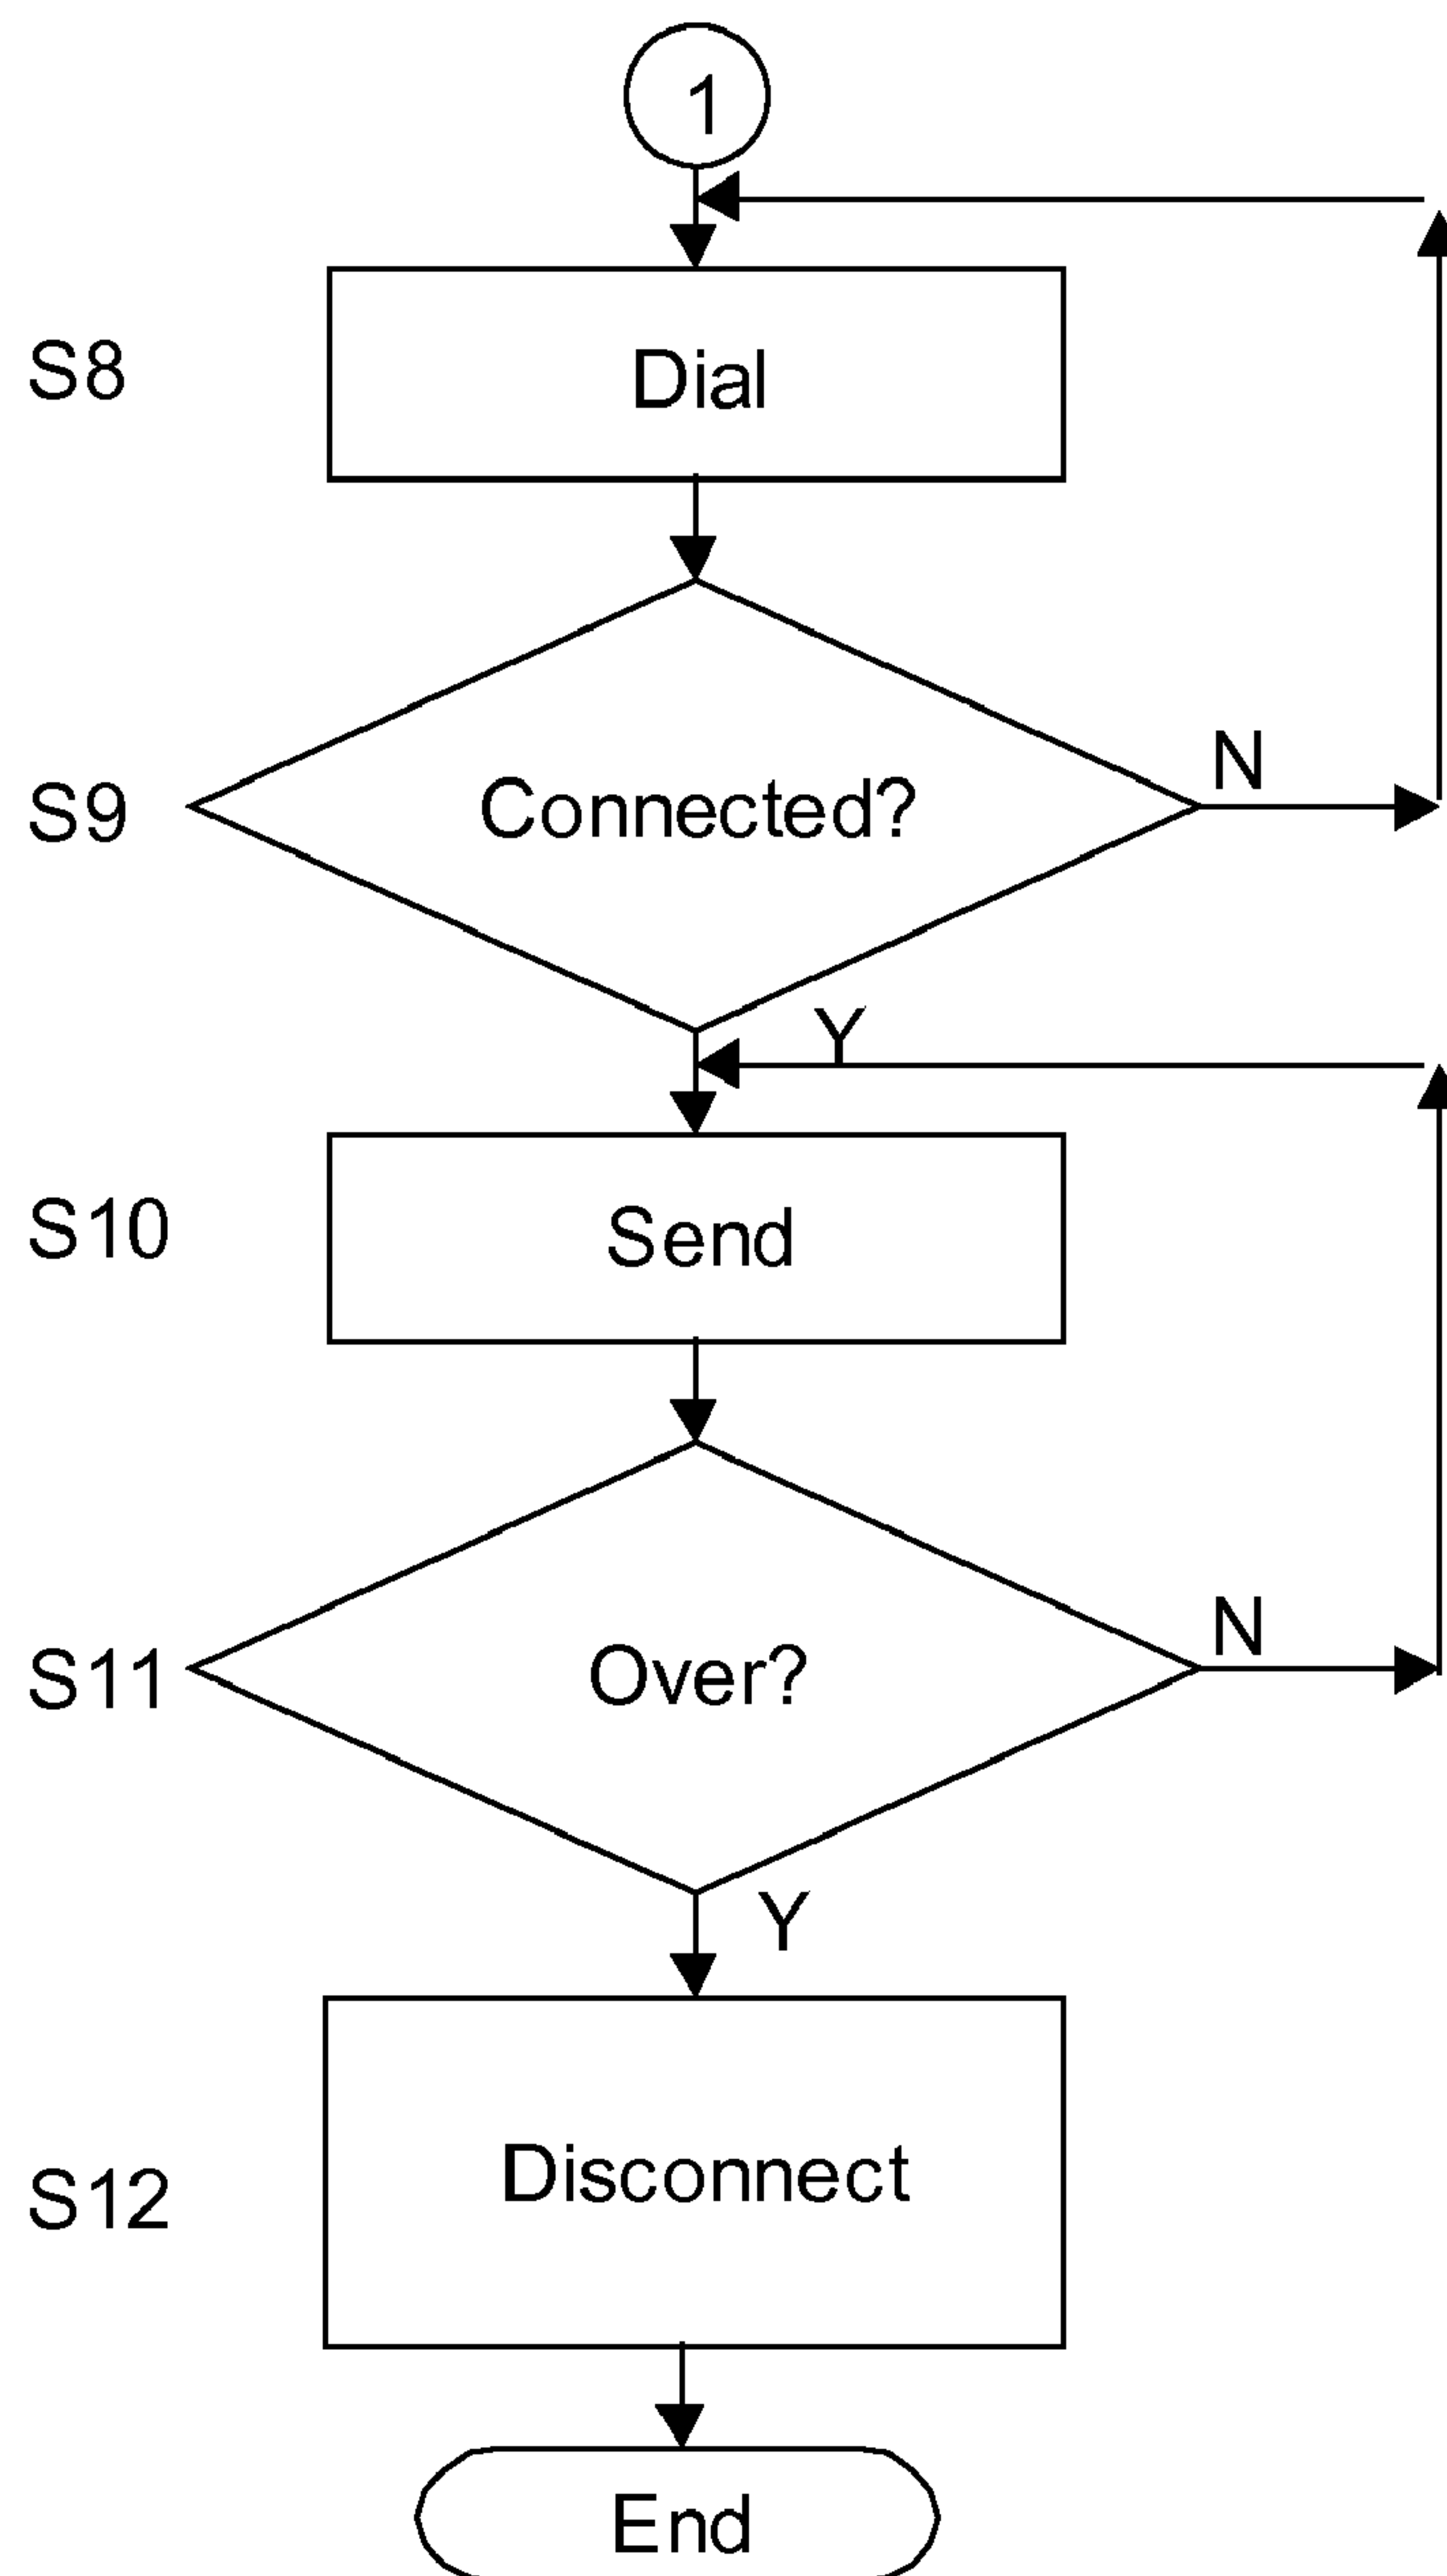 1
S8
Dial
S9
Connected?
N
Y
S10
Send
S11
Over?
N
Y
S12
Disconnect
End